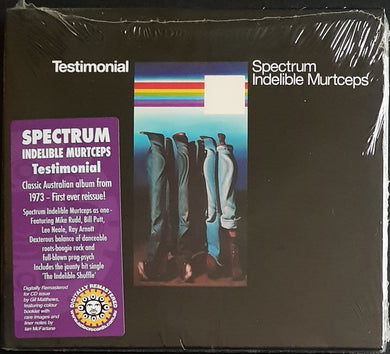 Testimonial
Spectrum
Indelible Murtceps
SPECTRUM
INDELIBLE MURTCEPS
Testimonial
Classic Australian album from
1973 - First ever reissue!
Spectrum Indelible Murtceps as one -
Featuring Mike Rudd, Bill Putt,
Lee Neale, Ray Arnott
Dexterous balance of danceable
roots-boogie rock and
full-blown prog-psych
Includes the jaunty hit single
'The Indelible Shuffle'
Digitally Remastered
for CD issue
by Gil Matthews,
featuring colour
booklet with
rare images and
liner notes by
Ian McFarlane
DIGITALLY REMASTERED